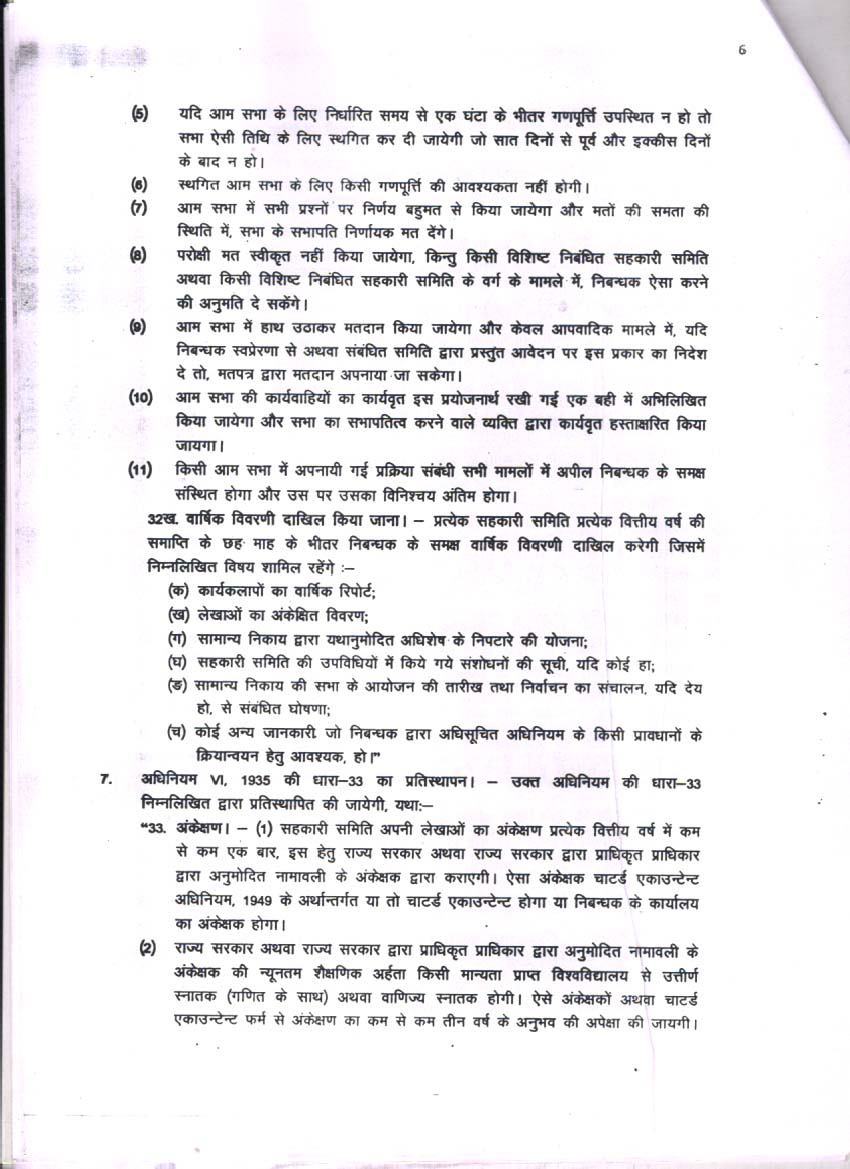 6
(5) यदि आम सभा के लिए निर्धारित समय से एक घंटा के भीतर गणपूर्त्ति उपस्थित न हो तो
सभा ऐसी तिथि के लिए स्थगित कर दी जायेगी जो सात दिनों से पूर्व और इक्कीस दिनों
के बाद न हो।
(6) स्थगित आम सभा के लिए किसी गणपूर्त्ति की आवश्यकता नहीं होगी।
(7) आम सभा में सभी प्रश्नों पर निर्णय बहुमत से किया जायेगा और मतों की समता की
स्थिति में, सभा के सभापति निर्णायक मत देंगे।
(8) परोक्षी मत स्वीकृत नहीं किया जायेगा, किन्तु किसी विशिष्ट निबंधित सहकारी समिति
अथवा किसी विशिष्ट निबंधित सहकारी समिति के वर्ग के मामले में, निबन्धक ऐसा करने
की अनुमति दे सकेंगे।
(9) आम सभा में हाथ उठाकर मतदान किया जायेगा और केवल आपवादिक मामले में, यदि
निबन्धक स्वप्रेरणा से अथवा संबंधित समिति द्वारा प्रस्तुत आवेदन पर इस प्रकार का निदेश
दे तो, मतपत्र द्वारा मतदान अपनाया जा सकेगा।
(10) आम सभा की कार्यवाहियों का कार्यवृत इस प्रयोजनार्थ रखी गई एक बही में अभिलिखित
किया जायेगा और सभा का सभापतित्व करने वाले व्यक्ति द्वारा कार्यवृत हस्ताक्षरित किया
जायगा।
(11) किसी आम सभा में अपनायी गई प्रक्रिया संबंधी सभी मामलों में अपील निबन्धक के समक्ष
संस्थित होगा और उस पर उसका विनिश्चय अंतिम होगा।
32ख. वार्षिक विवरणी दाखिल किया जाना। – प्रत्येक सहकारी समिति प्रत्येक वित्तीय वर्ष की
समाप्ति के छह माह के भीतर निबन्धक के समक्ष वार्षिक विवरणी दाखिल करेगी जिसमें
निम्नलिखित विषय शामिल रहेंगे :–
(क) कार्यकलापों का वार्षिक रिपोर्ट;
(ख) लेखाओं का अंकेक्षित विवरण;
(ग) सामान्य निकाय द्वारा यथानुमोदित अधिशेष के निपटारे की योजना;
(घ) सहकारी समिति की उपविधियों में किये गये संशोधनों की सूची, यदि कोई हा;
(ङ) सामान्य निकाय की सभा के आयोजन की तारीख तथा निर्वाचन का संचालन, यदि देय
हो, से संबंधित घोषणा;
(च) कोई अन्य जानकारी जो निबन्धक द्वारा अधिसूचित अधिनियम के किसी प्रावधानों के
क्रियान्वयन हेतु आवश्यक, हो।"
7. अधिनियम VI, 1935 की धारा–33 का प्रतिस्थापन। – उक्त अधिनियम की धारा–33
निम्नलिखित द्वारा प्रतिस्थापित की जायेगी, यथा:–
"33. अंकेक्षण। – (1) सहकारी समिति अपनी लेखाओं का अंकेक्षण प्रत्येक वित्तीय वर्ष में कम
से कम एक बार, इस हेतु राज्य सरकार अथवा राज्य सरकार द्वारा प्राधिकृत प्राधिकार
द्वारा अनुमोदित नामावली के अंकेक्षक द्वारा कराएगी। ऐसा अंकेक्षक चाटर्ड एकाउन्टेन्ट
अधिनियम, 1949 के अर्थान्तर्गत या तो चाटर्ड एकाउन्टेन्ट होगा या निबन्धक के कार्यालय
का अंकेक्षक होगा।
(2) राज्य सरकार अथवा राज्य सरकार द्वारा प्राधिकृत प्राधिकार द्वारा अनुमोदित नामावली के
अंकेक्षक की न्यूनतम शैक्षणिक अर्हता किसी मान्यता प्राप्त विश्वविद्यालय से उत्तीर्ण
स्नातक (गणित के साथ) अथवा वाणिज्य स्नातक होगी। ऐसे अंकेक्षकों अथवा चाटर्ड
एकाउन्टेन्ट फर्म से अंकेक्षण का कम से कम तीन वर्ष के अनुभव की अपेक्षा की जायगी।